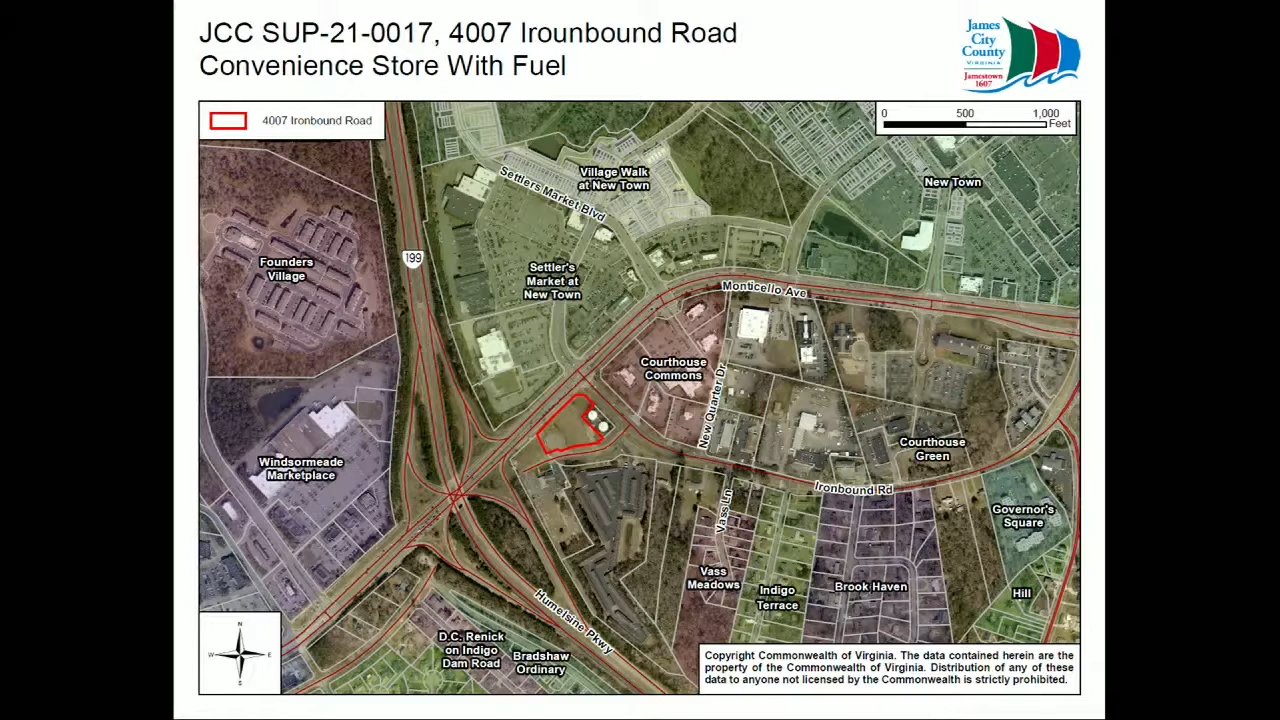 JCC SUP-21-0017, 4007 Irounbound Road
Convenience Store With Fuel
James
City
County
VIRGINIA
Jamestown
1607
4007 Ironbound Road
0 500 1,000
Feet
Village Walk
at New Town
New Town
Settlers Market Blvd
199
Founders
Village
Settler's
Market at
New Town
Monticello Ave
Courthouse
Commons
New Quarter Dr
Courthouse
Green
Windsormeade
Marketplace
Ironbound Rd
Vass Ln
Governor's
Square
Vass
Meadows
Indigo
Terrace
Brook Haven
Hill
Humelsine Pkwy
N
W E
S
D.C. Renick
on Indigo
Dam Road
Bradshaw
Ordinary
Copyright Commonwealth of Virginia. The data contained herein are the
property of the Commonwealth of Virginia. Distribution of any of these
data to anyone not licensed by the Commonwealth is strictly prohibited.